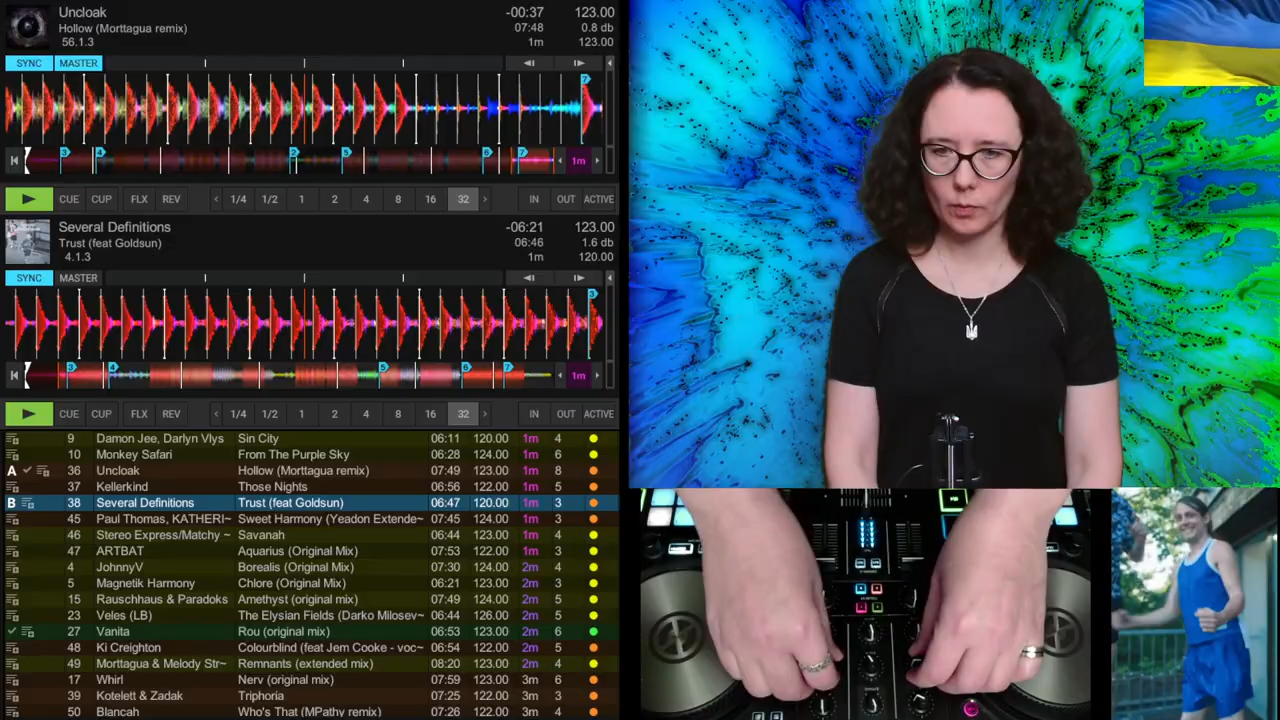 Uncloak -00:37 123.00
Hollow (Morttagua remix) 07:48 0.8 db
56.1.3 1m 123.00
SYNC MASTER
7
3 4 2 5 6 7 1m
CUE CUP FLX REV 1/4 1/2 1 2 4 8 16 32 IN OUT ACTIVE
Several Definitions -06:21 123.00
Trust (feat Goldsun) 06:46 1.6 db
4.1.3 1m 120.00
SYNC MASTER
3
3 4 5 6 7 1m
CUE CUP FLX REV 1/4 1/2 1 2 4 8 16 32 IN OUT ACTIVE
9 Damon Jee, Darlyn Vlys Sin City 06:11 120.00 1m 4
10 Monkey Safari From The Purple Sky 06:28 124.00 1m 6
A 36 Uncloak Hollow (Morttagua remix) 07:49 123.00 1m 8
37 Kellerkind Those Nights 06:56 122.00 1m 5
B 38 Several Definitions Trust (feat Goldsun) 06:47 120.00 1m 3
45 Paul Thomas, KATHERI~ Sweet Harmony (Yeadon Extende~ 07:45 124.00 1m 3
46 Stereo Express/Matchy ~ Savanah 06:44 123.00 1m 4
47 ARTBAT Aquarius (Original Mix) 07:53 122.00 1m 3
4 JohnnyV Borealis (Original Mix) 07:30 124.00 2m 4
5 Magnetik Harmony Chlore (Original Mix) 06:21 123.00 2m 3
15 Rauschhaus & Paradoks Amethyst (original mix) 07:49 123.00 2m 5
23 Veles (LB) The Elysian Fields (Darko Milosev~ 06:44 126.00 2m 5
27 Vanita Rou (original mix) 06:53 123.00 2m 6
48 Ki Creighton Colourblind (feat Jem Cooke - voc~ 06:54 122.00 2m 5
49 Morttagua & Melody Str~ Remnants (extended mix) 08:20 123.00 2m 4
17 Whirl Nerv (original mix) 07:59 123.00 3m 6
39 Kotelett & Zadak Triphoria 07:25 122.00 3m 3
50 Blancah Who's That (MPathy remix) 07:26 122.00 3m 4